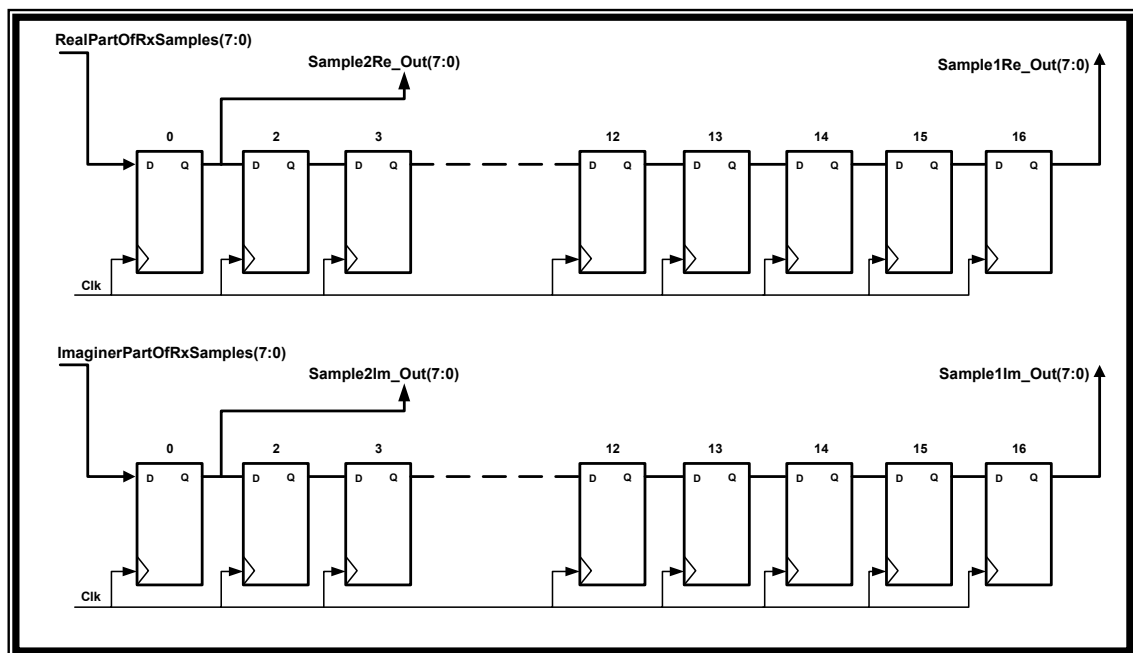 RealPartOfRxSamples(7:0)
Sample2Re_Out(7:0)
Sample1Re_Out(7:0)
0 2 3 12 13 14 15 16
D Q D Q D Q D Q D Q D Q D Q D Q
Clk
ImaginerPartOfRxSamples(7:0)
Sample2Im_Out(7:0)
Sample1Im_Out(7:0)
0 2 3 12 13 14 15 16
D Q D Q D Q D Q D Q D Q D Q D Q
Clk